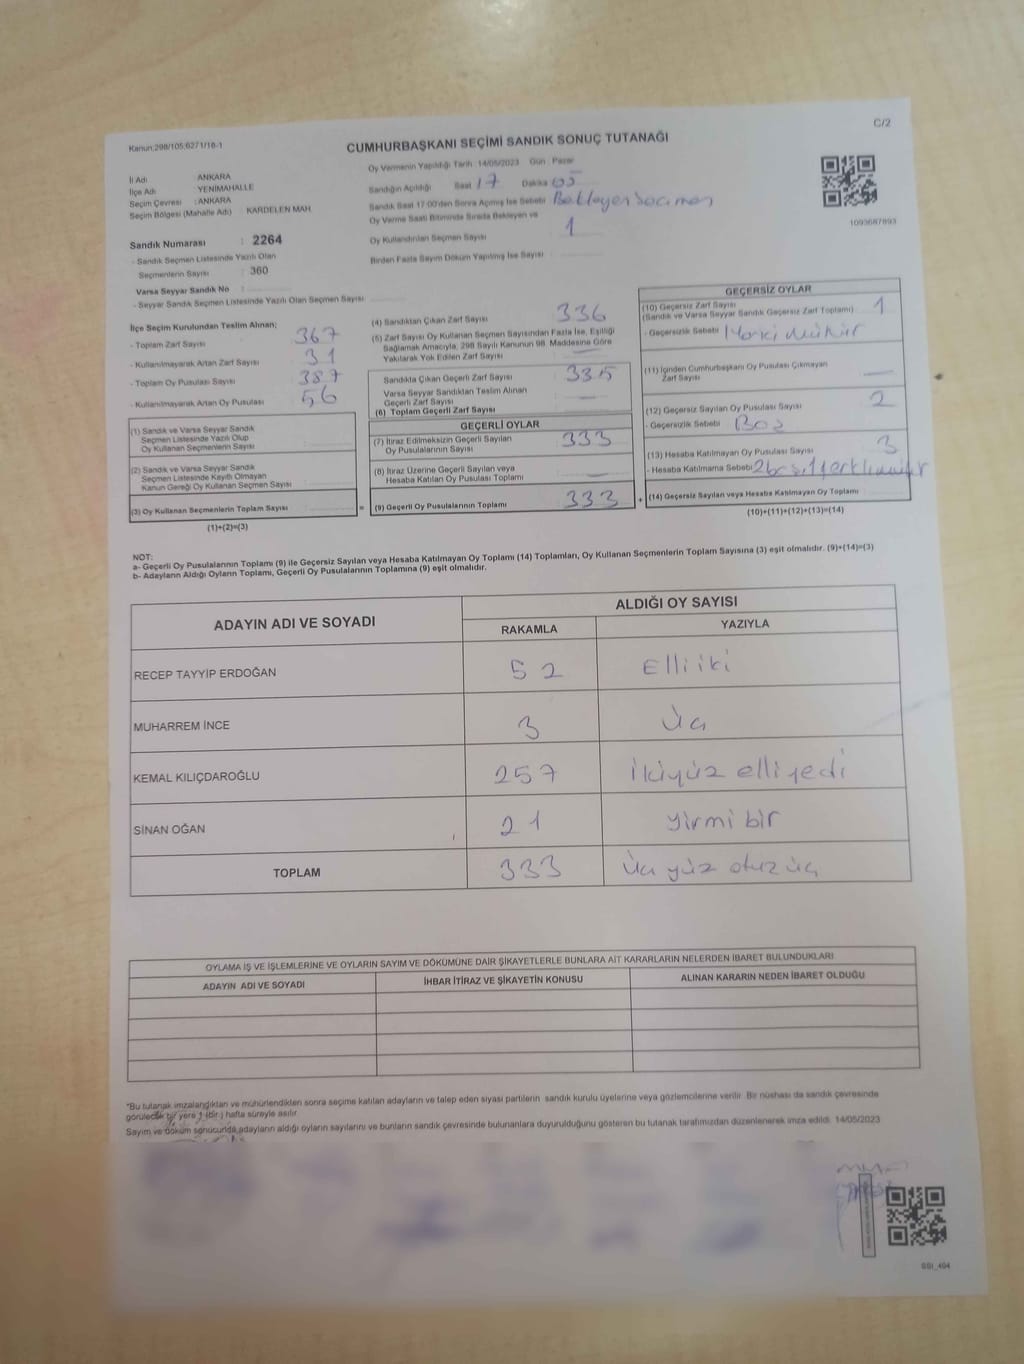 C/2
Kanun:298/105;6271/18-1
CUMHURBAŞKANI SEÇİMİ SANDIK SONUÇ TUTANAĞI
Oy Vermenin Yapıldığı Tarih 14/05/2023 Gün : Pazar
İl Adı ANKARA
İlçe Adı YENİMAHALLE
Seçim Çevresi : ANKARA
Seçim Bölgesi (Mahalle Adı) : KARDELEN MAH.
Sandığın Açıldığı Saat 17 Dakika 05
Sandık Saat 17:00'den Sonra Açmış İse Sebebi Bekleyen Seçmen
Oy Verme Saati Bitiminde Sırada Bekleyen ve
Oy Kullandırılan Seçmen Sayısı 1
Birden Fazla Sayım Döküm Yapılmış İse Sayısı
1093687893
Sandık Numarası : 2264
- Sandık Seçmen Listesinde Yazılı Olan
Seçmenlerin Sayısı : 360
Varsa Seyyar Sandık No :
- Seyyar Sandık Seçmen Listesinde Yazılı Olan Seçmen Sayısı
İlçe Seçim Kurulundan Teslim Alınan;
- Toplam Zarf Sayısı 367
- Kullanılmayarak Artan Zarf Sayısı 31
- Toplam Oy Pusulası Sayısı 387
- Kullanılmayarak Artan Oy Pusulası 56
(1) Sandık ve Varsa Seyyar Sandık
Seçmen Listesinde Yazılı Olup
Oy Kullanan Seçmenlerin Sayısı
(2) Sandık ve Varsa Seyyar Sandık
Seçmen Listesinde Kayıtlı Olmayan
Kanun Gereği Oy Kullanan Seçmen Sayısı
(3) Oy Kullanan Seçmenlerin Toplam Sayısı =
(1)+(2)=(3)
(4) Sandıktan Çıkan Zarf Sayısı 336
(5) Zarf Sayısı Oy Kullanan Seçmen Sayısından Fazla İse, Eşitliği
Sağlamak Amacıyla, 298 Sayılı Kanunun 98. Maddesine Göre
Yakılarak Yok Edilen Zarf Sayısı —
Sandıkta Çıkan Geçerli Zarf Sayısı 335
Varsa Seyyar Sandıktan Teslim Alınan
Geçerli Zarf Sayısı —
(6) Toplam Geçerli Zarf Sayısı
GEÇERLİ OYLAR
(7) İtiraz Edilmeksizin Geçerli Sayılan
Oy Pusulalarının Sayısı 333
(8) İtiraz Üzerine Geçerli Sayılan veya
Hesaba Katılan Oy Pusulası Toplamı —
(9) Geçerli Oy Pusulalarının Toplamı 333 +
GEÇERSİZ OYLAR
(10) Geçersiz Zarf Sayısı
(Sandık ve Varsa Seyyar Sandık Geçersiz Zarf Toplamı) 1
- Geçersizlik Sebebi Harici Mühür
(11) İçinden Cumhurbaşkanı Oy Pusulası Çıkmayan
Zarf Sayısı —
(12) Geçersiz Sayılan Oy Pusulası Sayısı 2
- Geçersizlik Sebebi Boş
(13) Hesaba Katılmayan Oy Pusulası Sayısı 3
- Hesaba Katılmama Sebebi
(14) Geçersiz Sayılan veya Hesaba Katılmayan Oy Toplamı
(10)+(11)+(12)+(13)=(14)
NOT:
a- Geçerli Oy Pusulalarının Toplamı (9) ile Geçersiz Sayılan veya Hesaba Katılmayan Oy Toplamı (14) Toplamları, Oy Kullanan Seçmenlerin Toplam Sayısına (3) eşit olmalıdır. (9)+(14)=(3)
b- Adayların Aldığı Oyların Toplamı, Geçerli Oy Pusulalarının Toplamına (9) eşit olmalıdır.
ADAYIN ADI VE SOYADI ALDIĞI OY SAYISI
RAKAMLA YAZIYLA
RECEP TAYYİP ERDOĞAN 52 Elliiki
MUHARREM İNCE 3 Üç
KEMAL KILIÇDAROĞLU 257 İkiyüz elli yedi
SİNAN OĞAN 21 Yirmi bir
TOPLAM 333 Üç yüz otuz üç
OYLAMA İŞ VE İŞLEMLERİNE VE OYLARIN SAYIM VE DÖKÜMÜNE DAİR ŞİKAYETLERLE BUNLARA AİT KARARLARIN NELERDEN İBARET BULUNDUKLARI
ADAYIN ADI VE SOYADI İHBAR İTİRAZ VE ŞİKAYETİN KONUSU ALINAN KARARIN NEDEN İBARET OLDUĞU
*Bu tutanak imzalandıktan ve mühürlendikten sonra seçime katılan adayların ve talep eden siyasi partilerin sandık kurulu üyelerine veya gözlemcilerine verilir. Bir nüshası da sandık çevresinde
görülecek bir yere 1 (bir) hafta süreyle asılır.
Sayım ve döküm sonucunda adayların aldığı oyların sayılarını ve bunların sandık çevresinde bulunanlara duyurulduğunu gösteren bu tutanak tarafımızdan düzenlenerek imza edildi. 14/05/2023
SSI_404